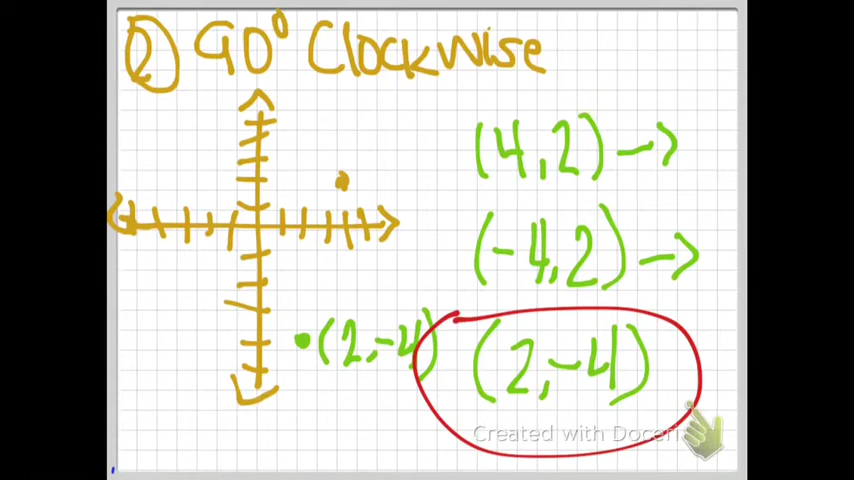 2 90° Clockwise
(4,2) →
(-4,2) →
•(2,-4) (2,-4)
Created with Doceri